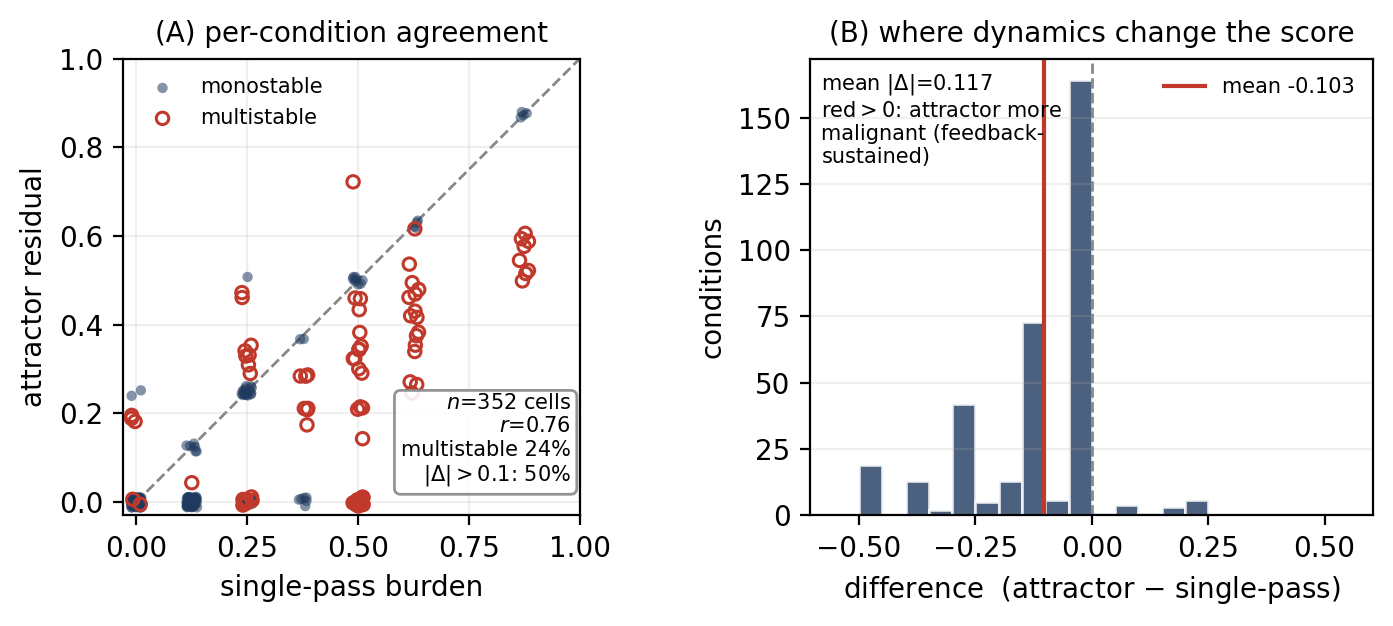 (A) per-condition agreement
monostable
multistable
1.0
0.8
0.6
0.4
0.2
0.0
attractor residual
n=352 cells
r=0.76
multistable 24%
|Δ| > 0.1: 50%
0.00
0.25
0.50
0.75
1.00
single-pass burden
(B) where dynamics change the score
mean |Δ|=0.117
red > 0: attractor more
malignant (feedback-
sustained)
mean -0.103
150
125
100
75
50
25
0
conditions
−0.50
−0.25
0.00
0.25
0.50
difference (attractor − single-pass)